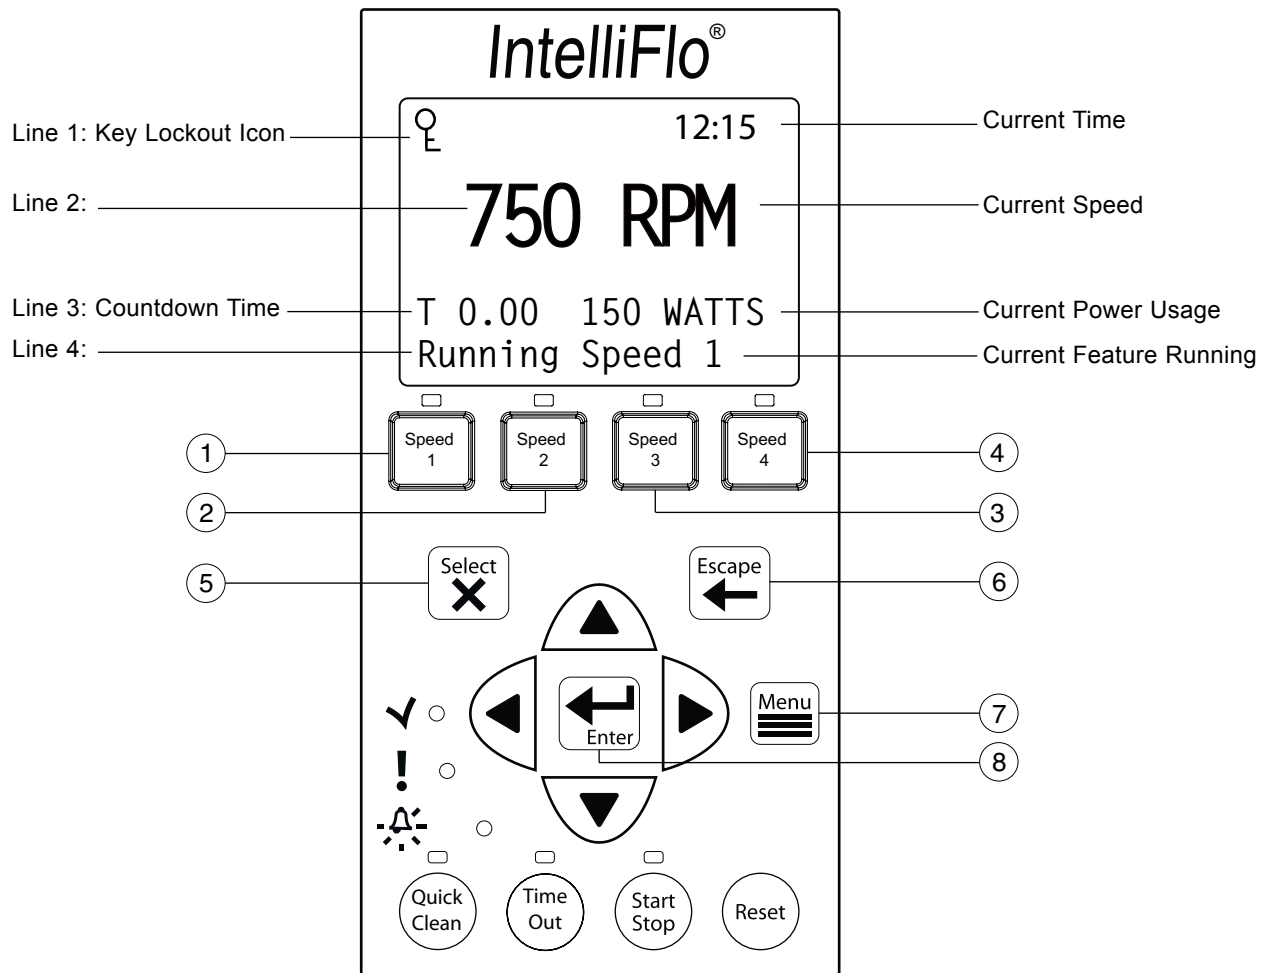 IntelliFlo®
Line 1: Key Lockout Icon
12:15
Current Time
Line 2:
750 RPM
Current Speed
Line 3: Countdown Time
T 0.00 150 WATTS
Current Power Usage
Line 4:
Running Speed 1
Current Feature Running
1
Speed
1
Speed
2
Speed
3
Speed
4
4
2
3
5
Select
Escape
6
Enter
Menu
7
8
Quick
Clean
Time
Out
Start
Stop
Reset